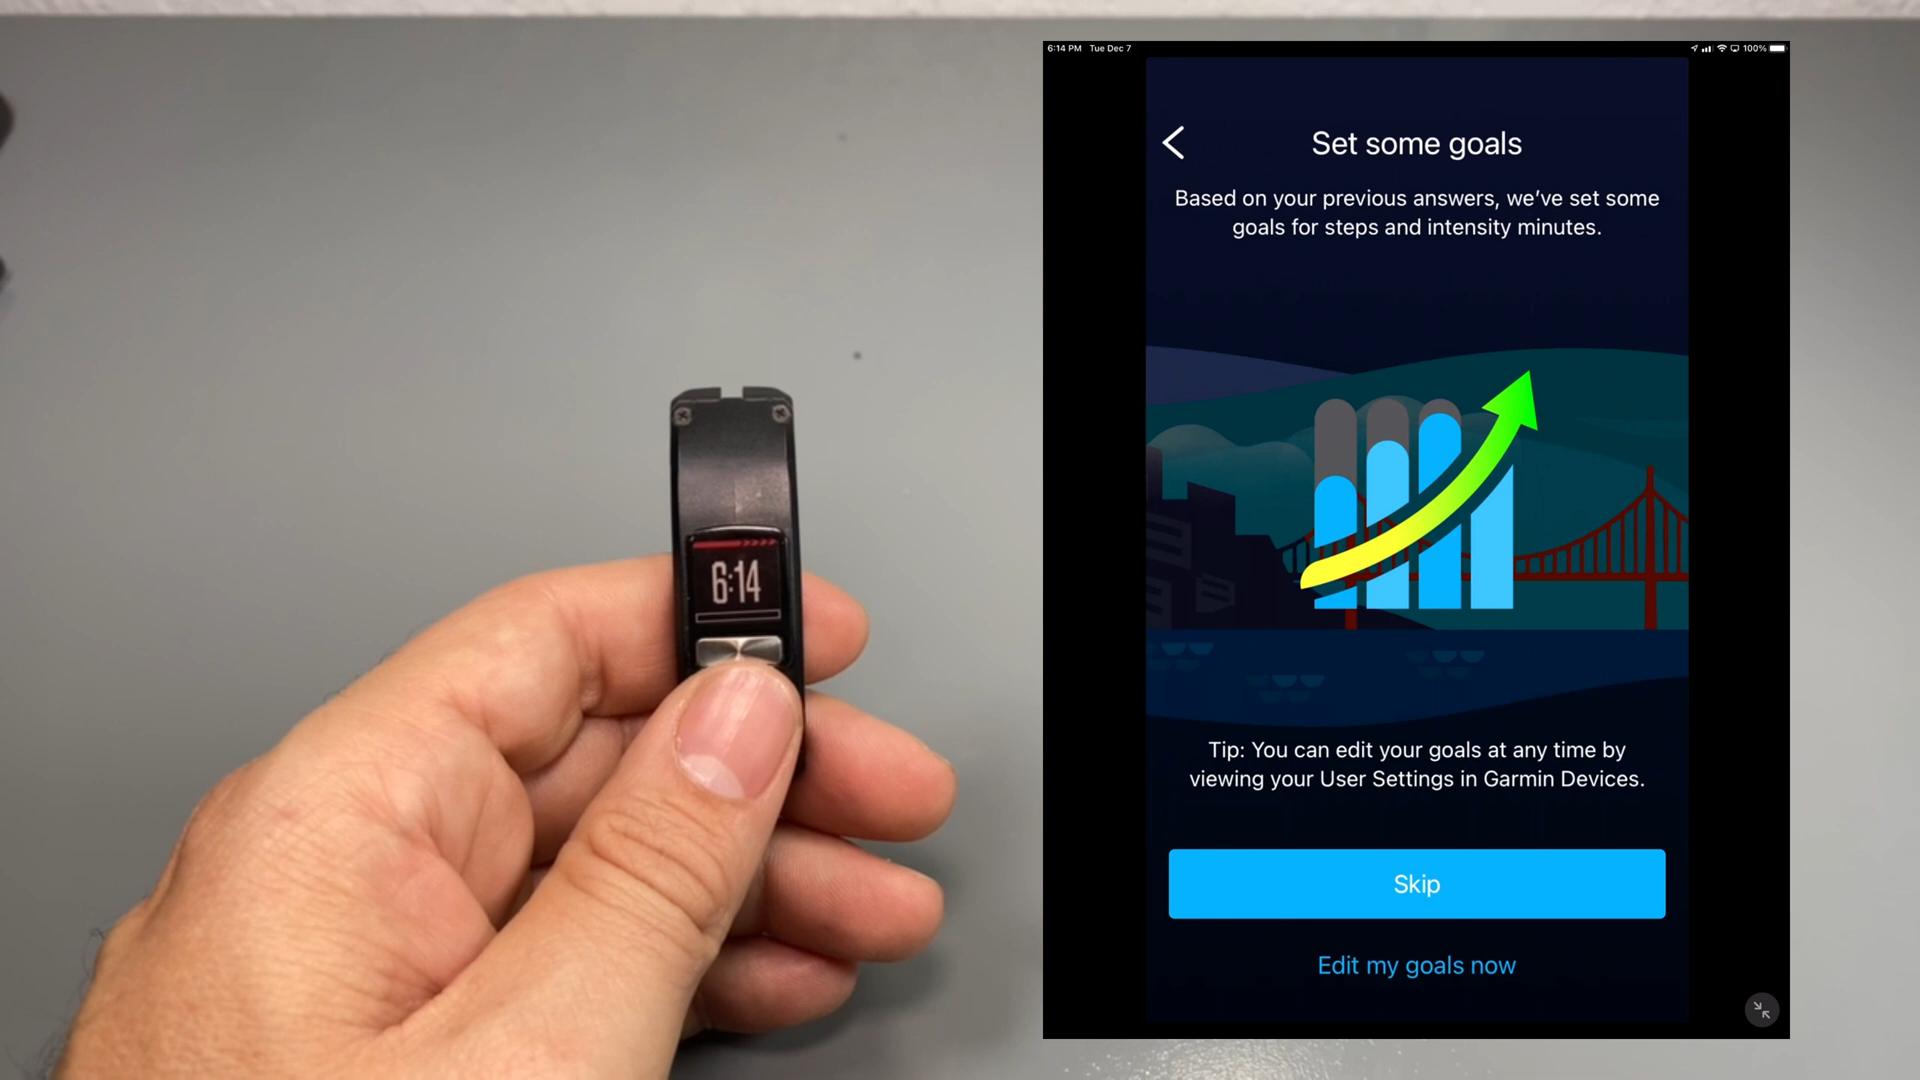 6:14 PM Tue Dec 7
100%
Set some goals
Based on your previous answers, we've set some
goals for steps and intensity minutes.
6:14
Tip: You can edit your goals at any time by
viewing your User Settings in Garmin Devices.
Skip
Edit my goals now